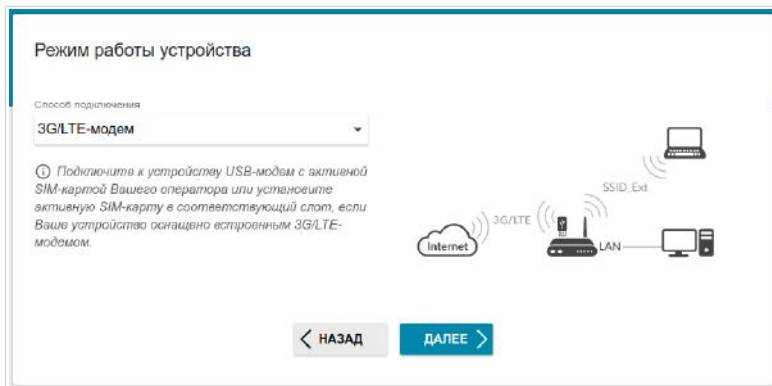 Режим работы устройства
Способ подключения
3G/LTE-модем
Подключите к устройству USB-модем с активной
SIM-картой Вашего оператора или установите
активную SIM-карту в соответствующий слот, если
Ваше устройство оснащено встроенным 3G/LTE-
модемом.
SSID_Ext
3G/LTE
Internet
LAN
НАЗАД
ДАЛЕЕ